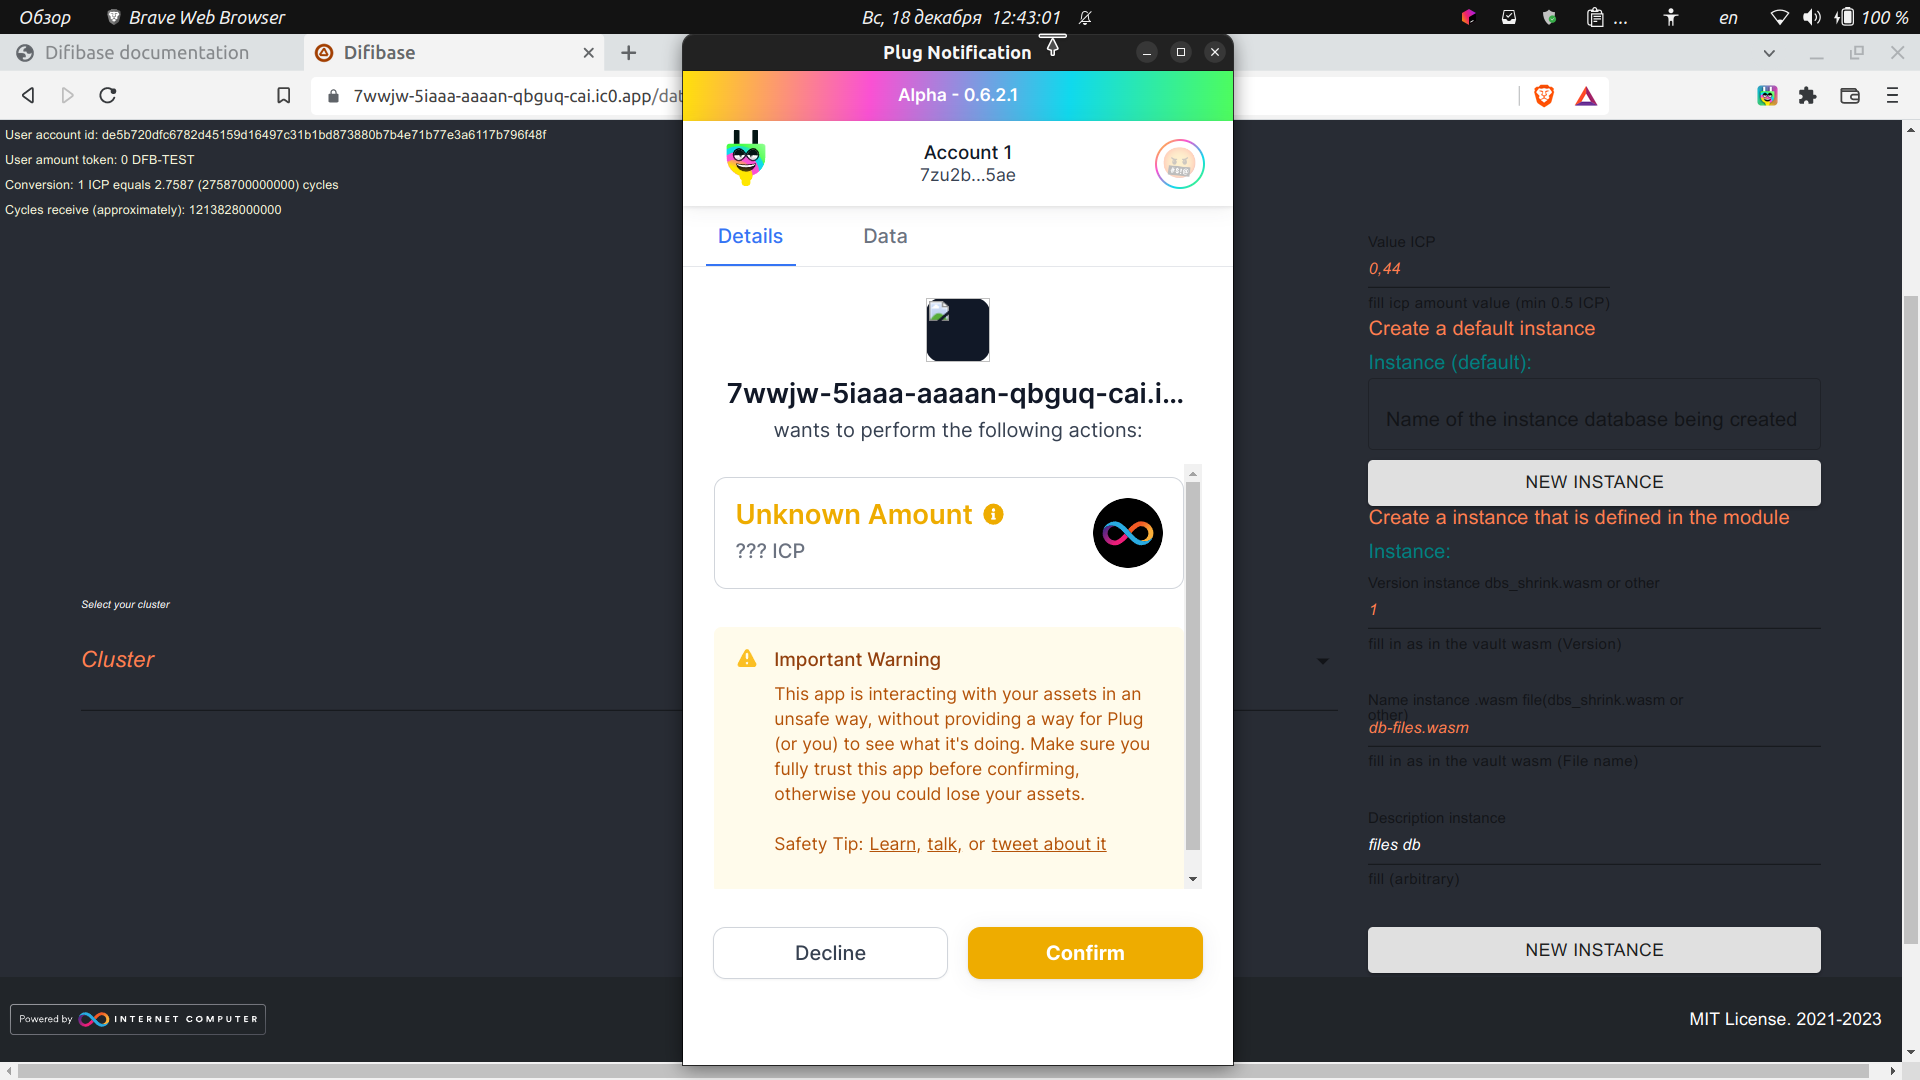 Обзор
Brave Web Browser
Вс, 18 декабря 12:43:01
...
en
100 %
Difibase documentation
Difibase
Plug Notification
7wwjw-5iaaa-aaaan-qbguq-cai.ic0.app/dat
Alpha - 0.6.2.1
User account id: de5b720dfc6782d45159d16497c31b1bd873880b7b4e71b77e3a6117b796f48f
User amount token: 0 DFB-TEST
Conversion: 1 ICP equals 2.7587 (2758700000000) cycles
Cycles receive (approximately): 1213828000000
Select your cluster
Cluster
Account 1
7zu2b...5ae
Details
Data
7wwjw-5iaaa-aaaan-qbguq-cai.i...
wants to perform the following actions:
Unknown Amount
??? ICP
Important Warning
This app is interacting with your assets in an
unsafe way, without providing a way for Plug
(or you) to see what it's doing. Make sure you
fully trust this app before confirming,
otherwise you could lose your assets.
Safety Tip: Learn, talk, or tweet about it
Decline
Confirm
Value ICP
0,44
fill icp amount value (min 0.5 ICP)
Create a default instance
Instance (default):
Name of the instance database being created
NEW INSTANCE
Create a instance that is defined in the module
Instance:
Version instance dbs_shrink.wasm or other
1
fill in as in the vault wasm (Version)
Name instance .wasm file(dbs_shrink.wasm or
other)
db-files.wasm
fill in as in the vault wasm (File name)
Description instance
files db
fill (arbitrary)
NEW INSTANCE
Powered by
INTERNET COMPUTER
MIT License. 2021-2023